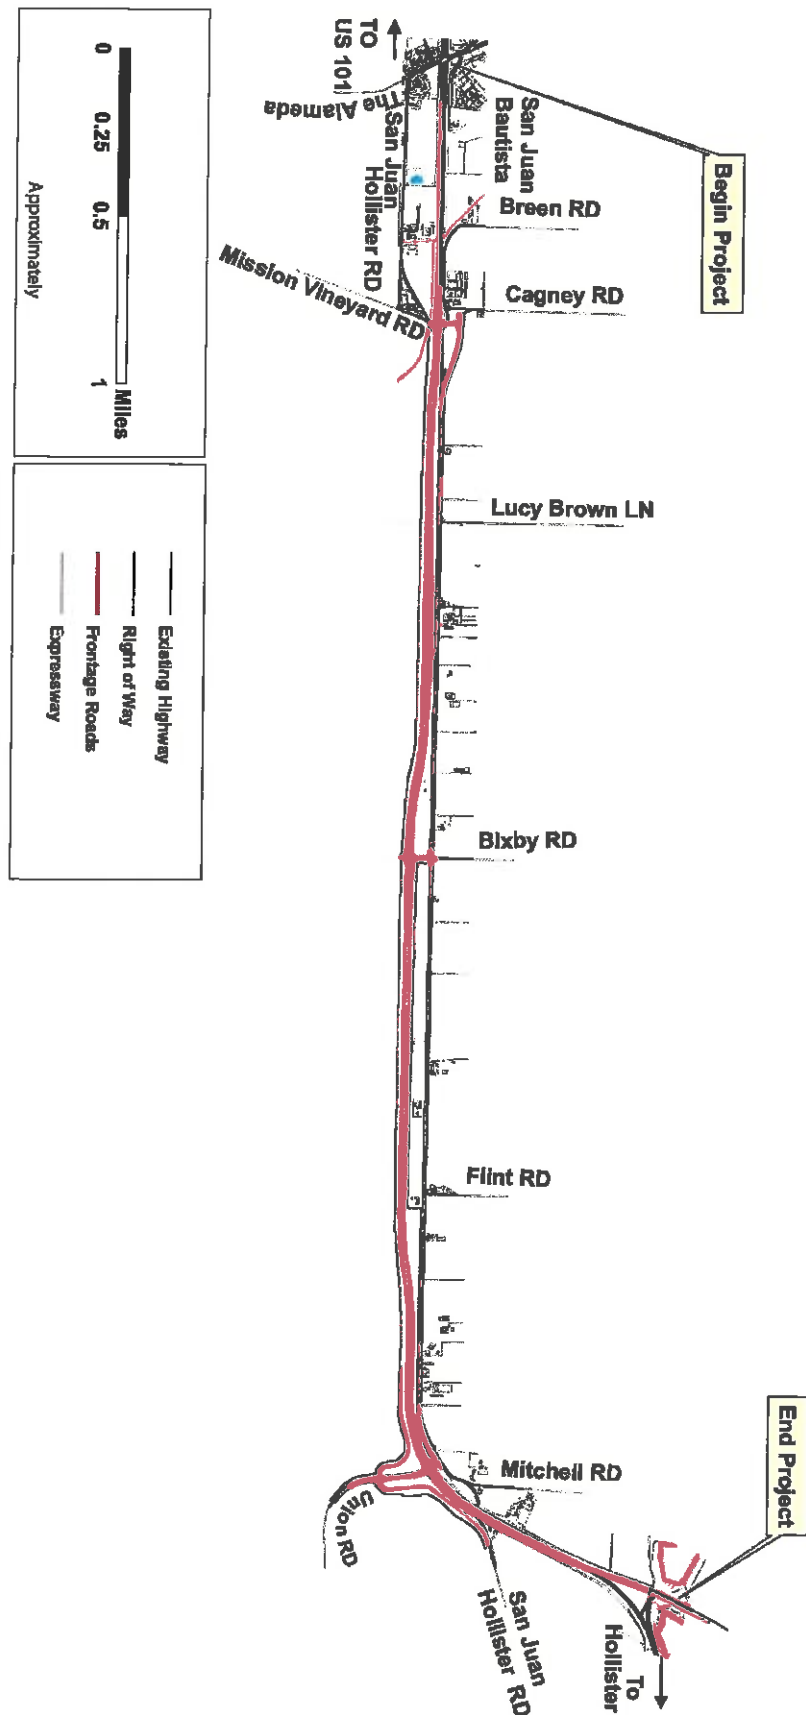 TO
US 101
The Alameda
San Juan
Bautista
Begin Project
San Juan
Hollister RD
Breen RD
Mission Vineyard RD
Cagney RD
Lucy Brown LN
Bixby RD
Flint RD
Mitchell RD
Union RD
San Juan
Hollister RD
To
Hollister
End Project
0
0.25
0.5
1
Miles
Approximately
Existing Highway
Right of Way
Frontage Roads
Expressway